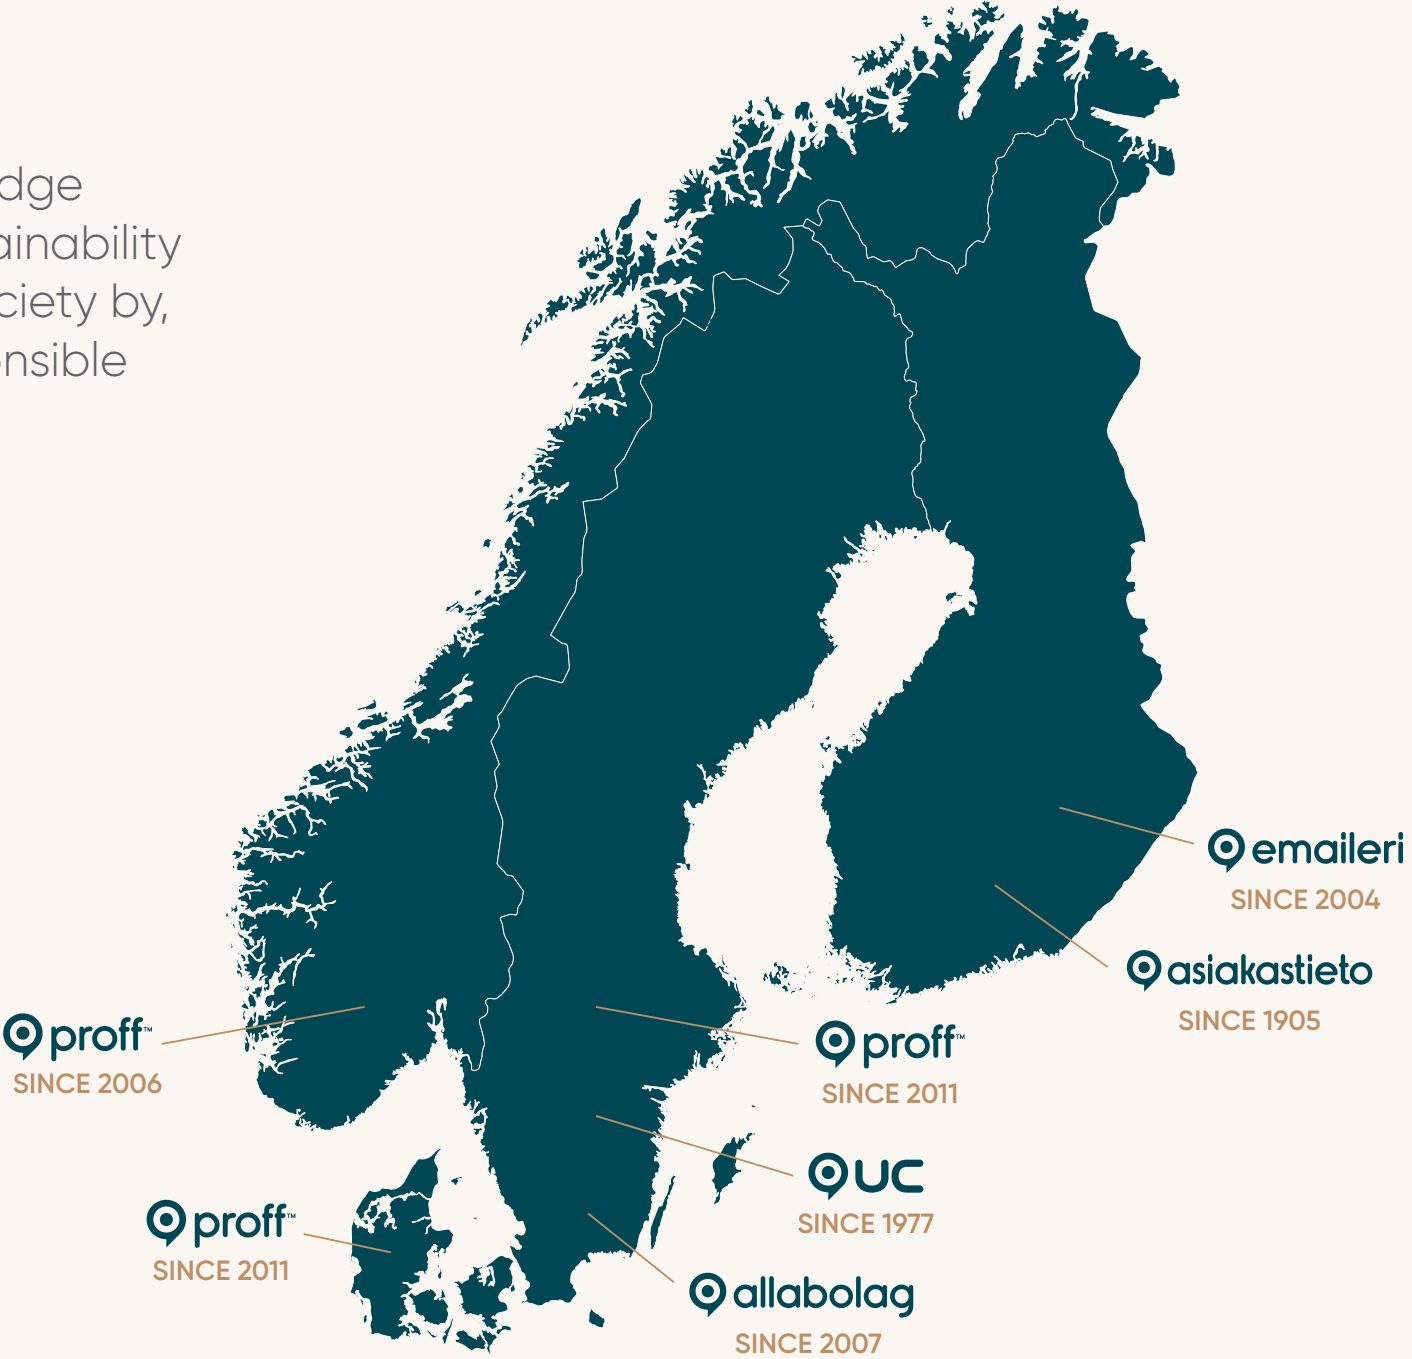 dge
ainability
ciety by,
nsible
emaileri
SINCE 2004
asiakastieto
SINCE 1905
proff™
SINCE 2006
proff™
SINCE 2011
UC
SINCE 1977
proff™
SINCE 2011
allabolag
SINCE 2007